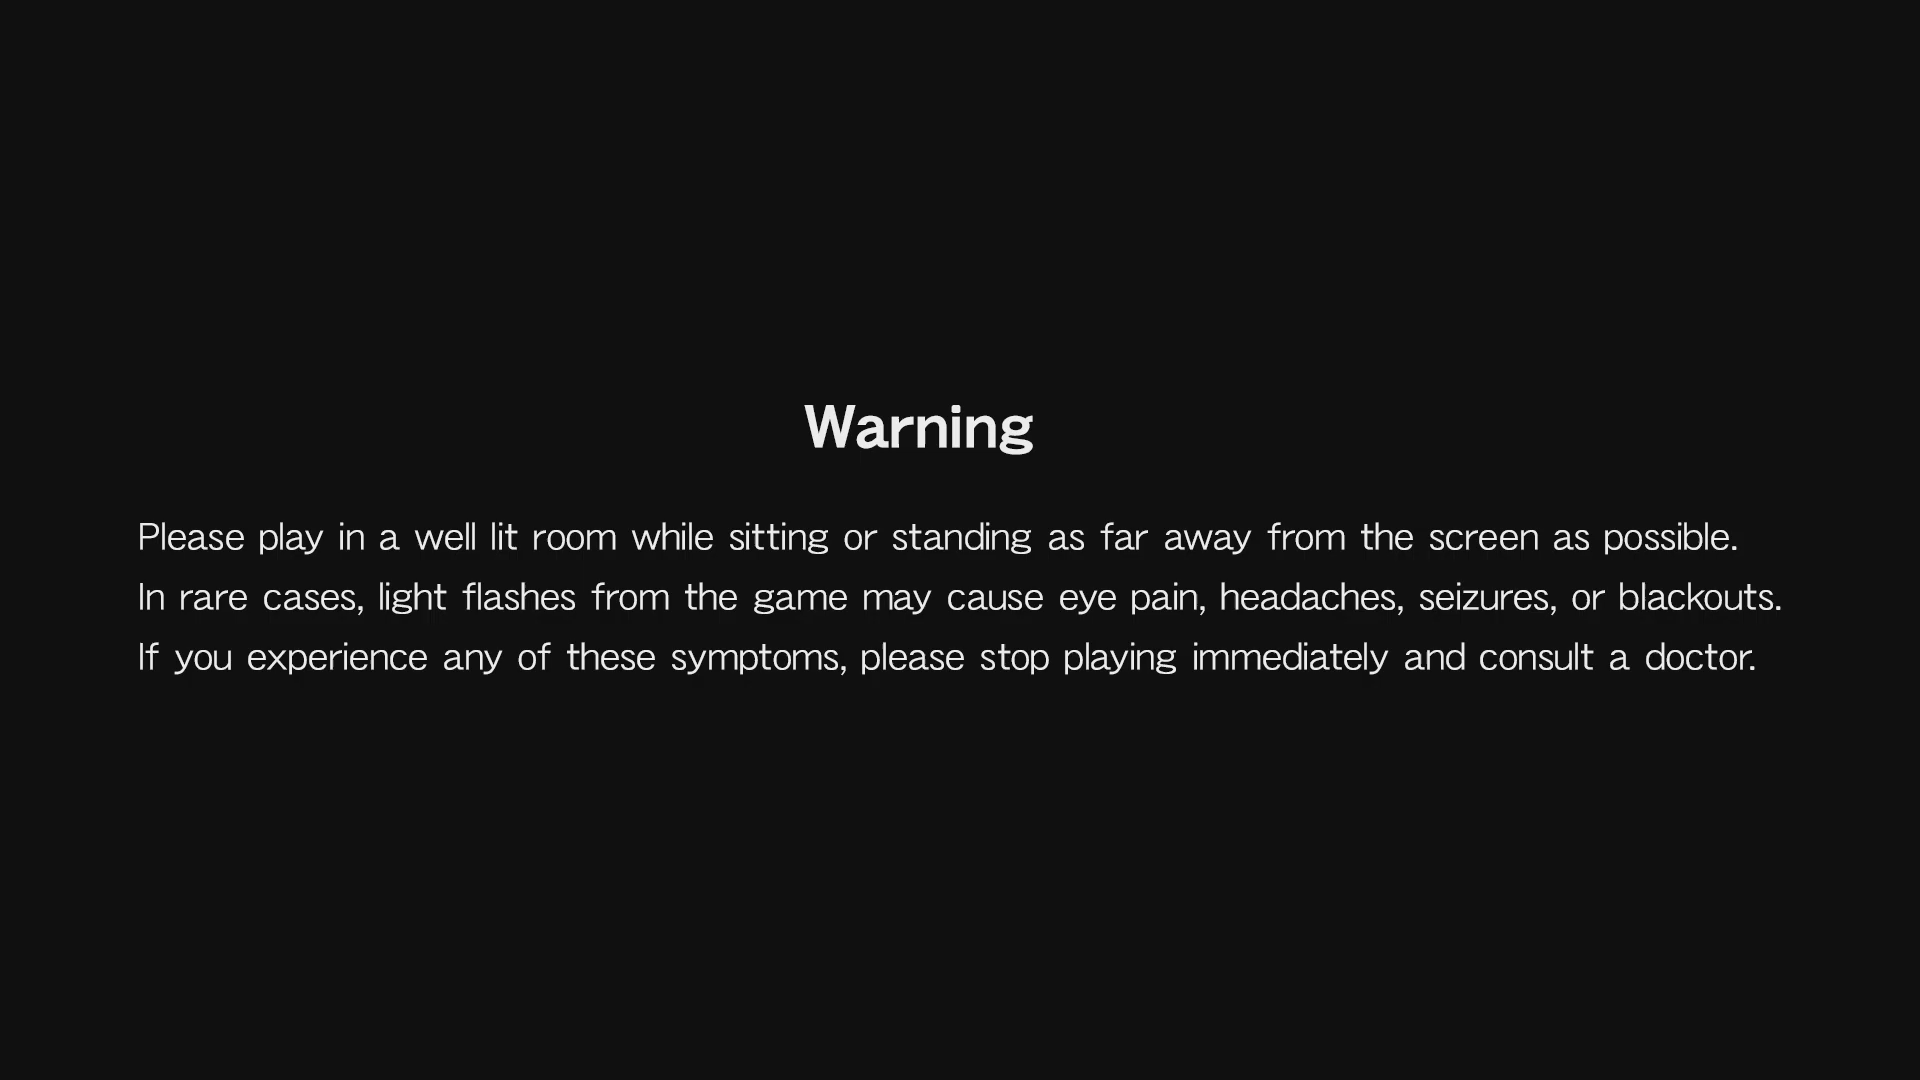 Warning
Please play in a well lit room while sitting or standing as far away from the screen as possible.
In rare cases, light flashes from the game may cause eye pain, headaches, seizures, or blackouts.
If you experience any of these symptoms, please stop playing immediately and consult a doctor.